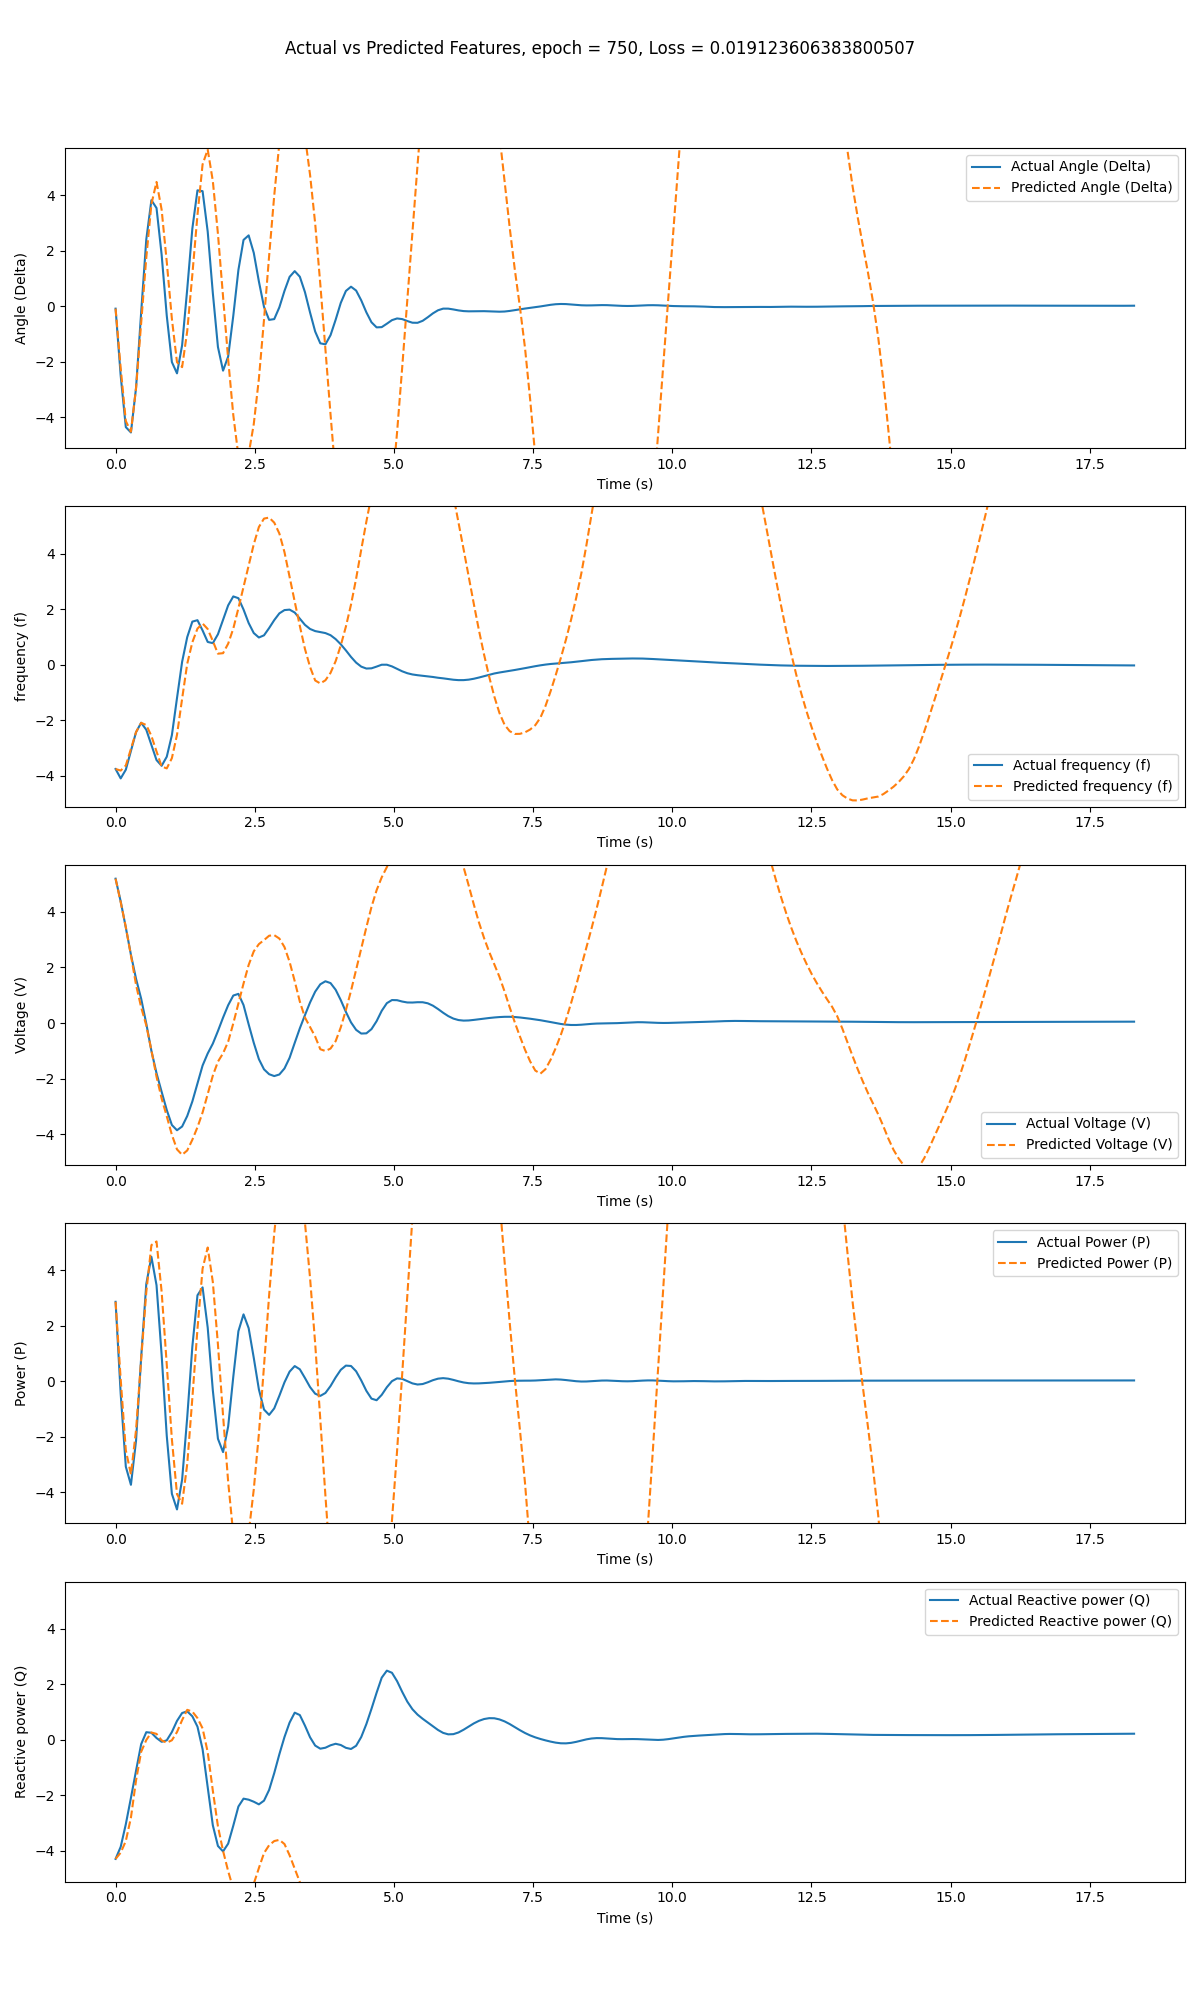 Actual vs Predicted Features, epoch = 750, Loss = 0.019123606383800507
Actual Angle (Delta)
Predicted Angle (Delta)
Angle (Delta)
4
2
0
−2
−4
0.0 2.5 5.0 7.5 10.0 12.5 15.0 17.5
Time (s)
frequency (f)
4
2
0
−2
−4
Actual frequency (f)
Predicted frequency (f)
0.0 2.5 5.0 7.5 10.0 12.5 15.0 17.5
Time (s)
Voltage (V)
4
2
0
−2
−4
Actual Voltage (V)
Predicted Voltage (V)
0.0 2.5 5.0 7.5 10.0 12.5 15.0 17.5
Time (s)
Actual Power (P)
Predicted Power (P)
Power (P)
4
2
0
−2
−4
0.0 2.5 5.0 7.5 10.0 12.5 15.0 17.5
Time (s)
Actual Reactive power (Q)
Predicted Reactive power (Q)
Reactive power (Q)
4
2
0
−2
−4
0.0 2.5 5.0 7.5 10.0 12.5 15.0 17.5
Time (s)